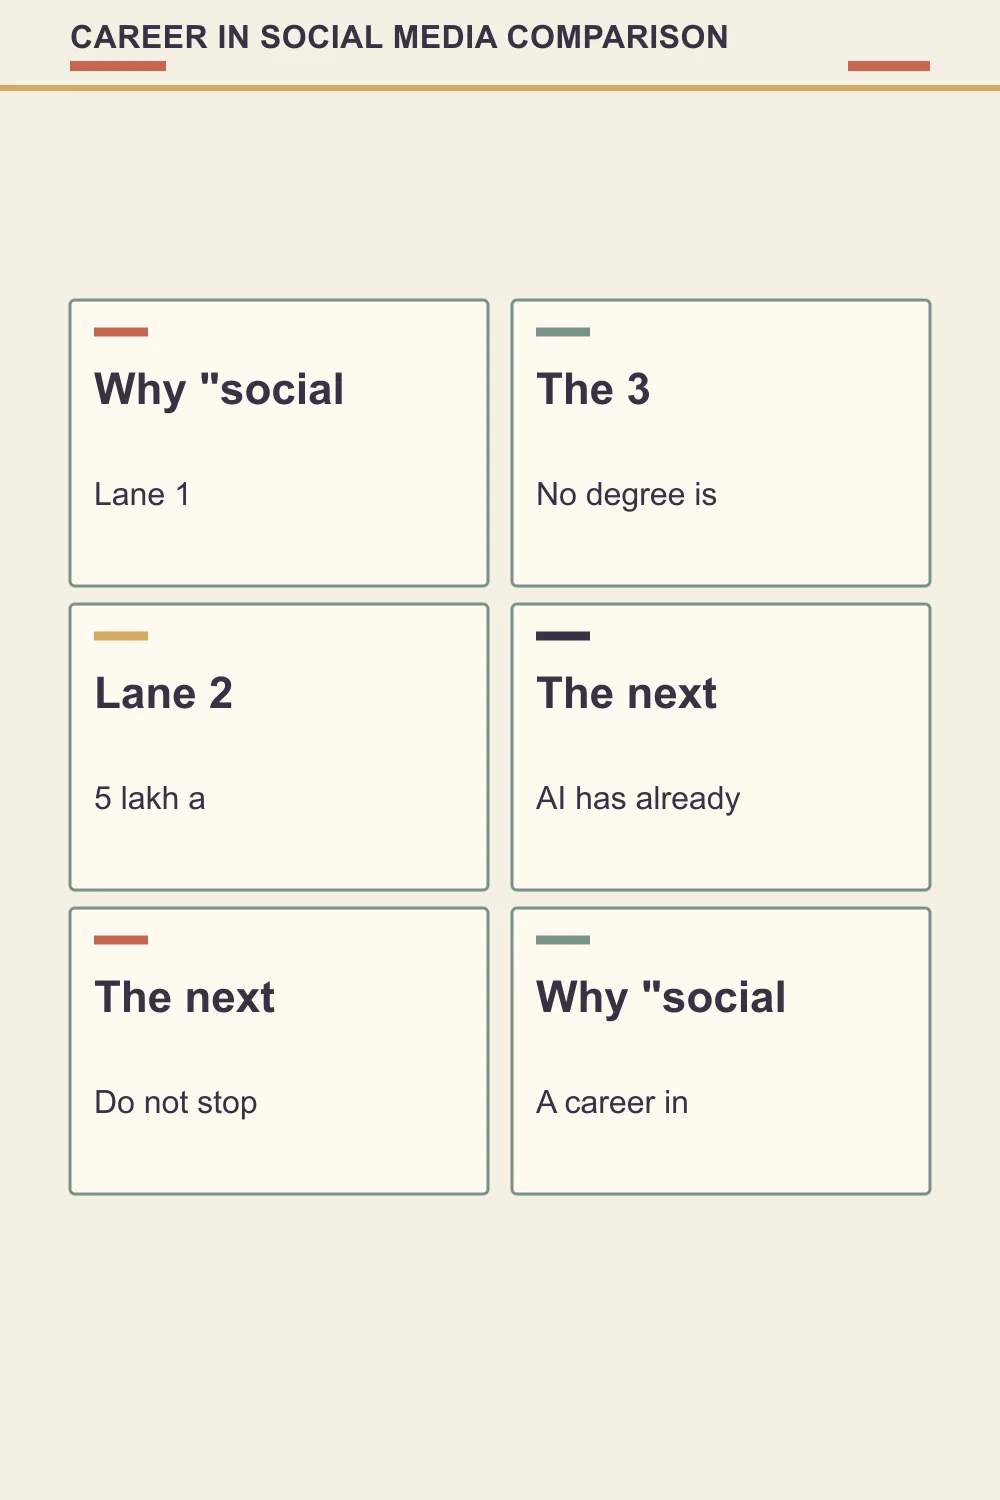 CAREER IN SOCIAL MEDIA COMPARISON
Why "social
Lane 1
The 3
No degree is
Lane 2
5 lakh a
The next
AI has already
The next
Do not stop
Why "social
A career in